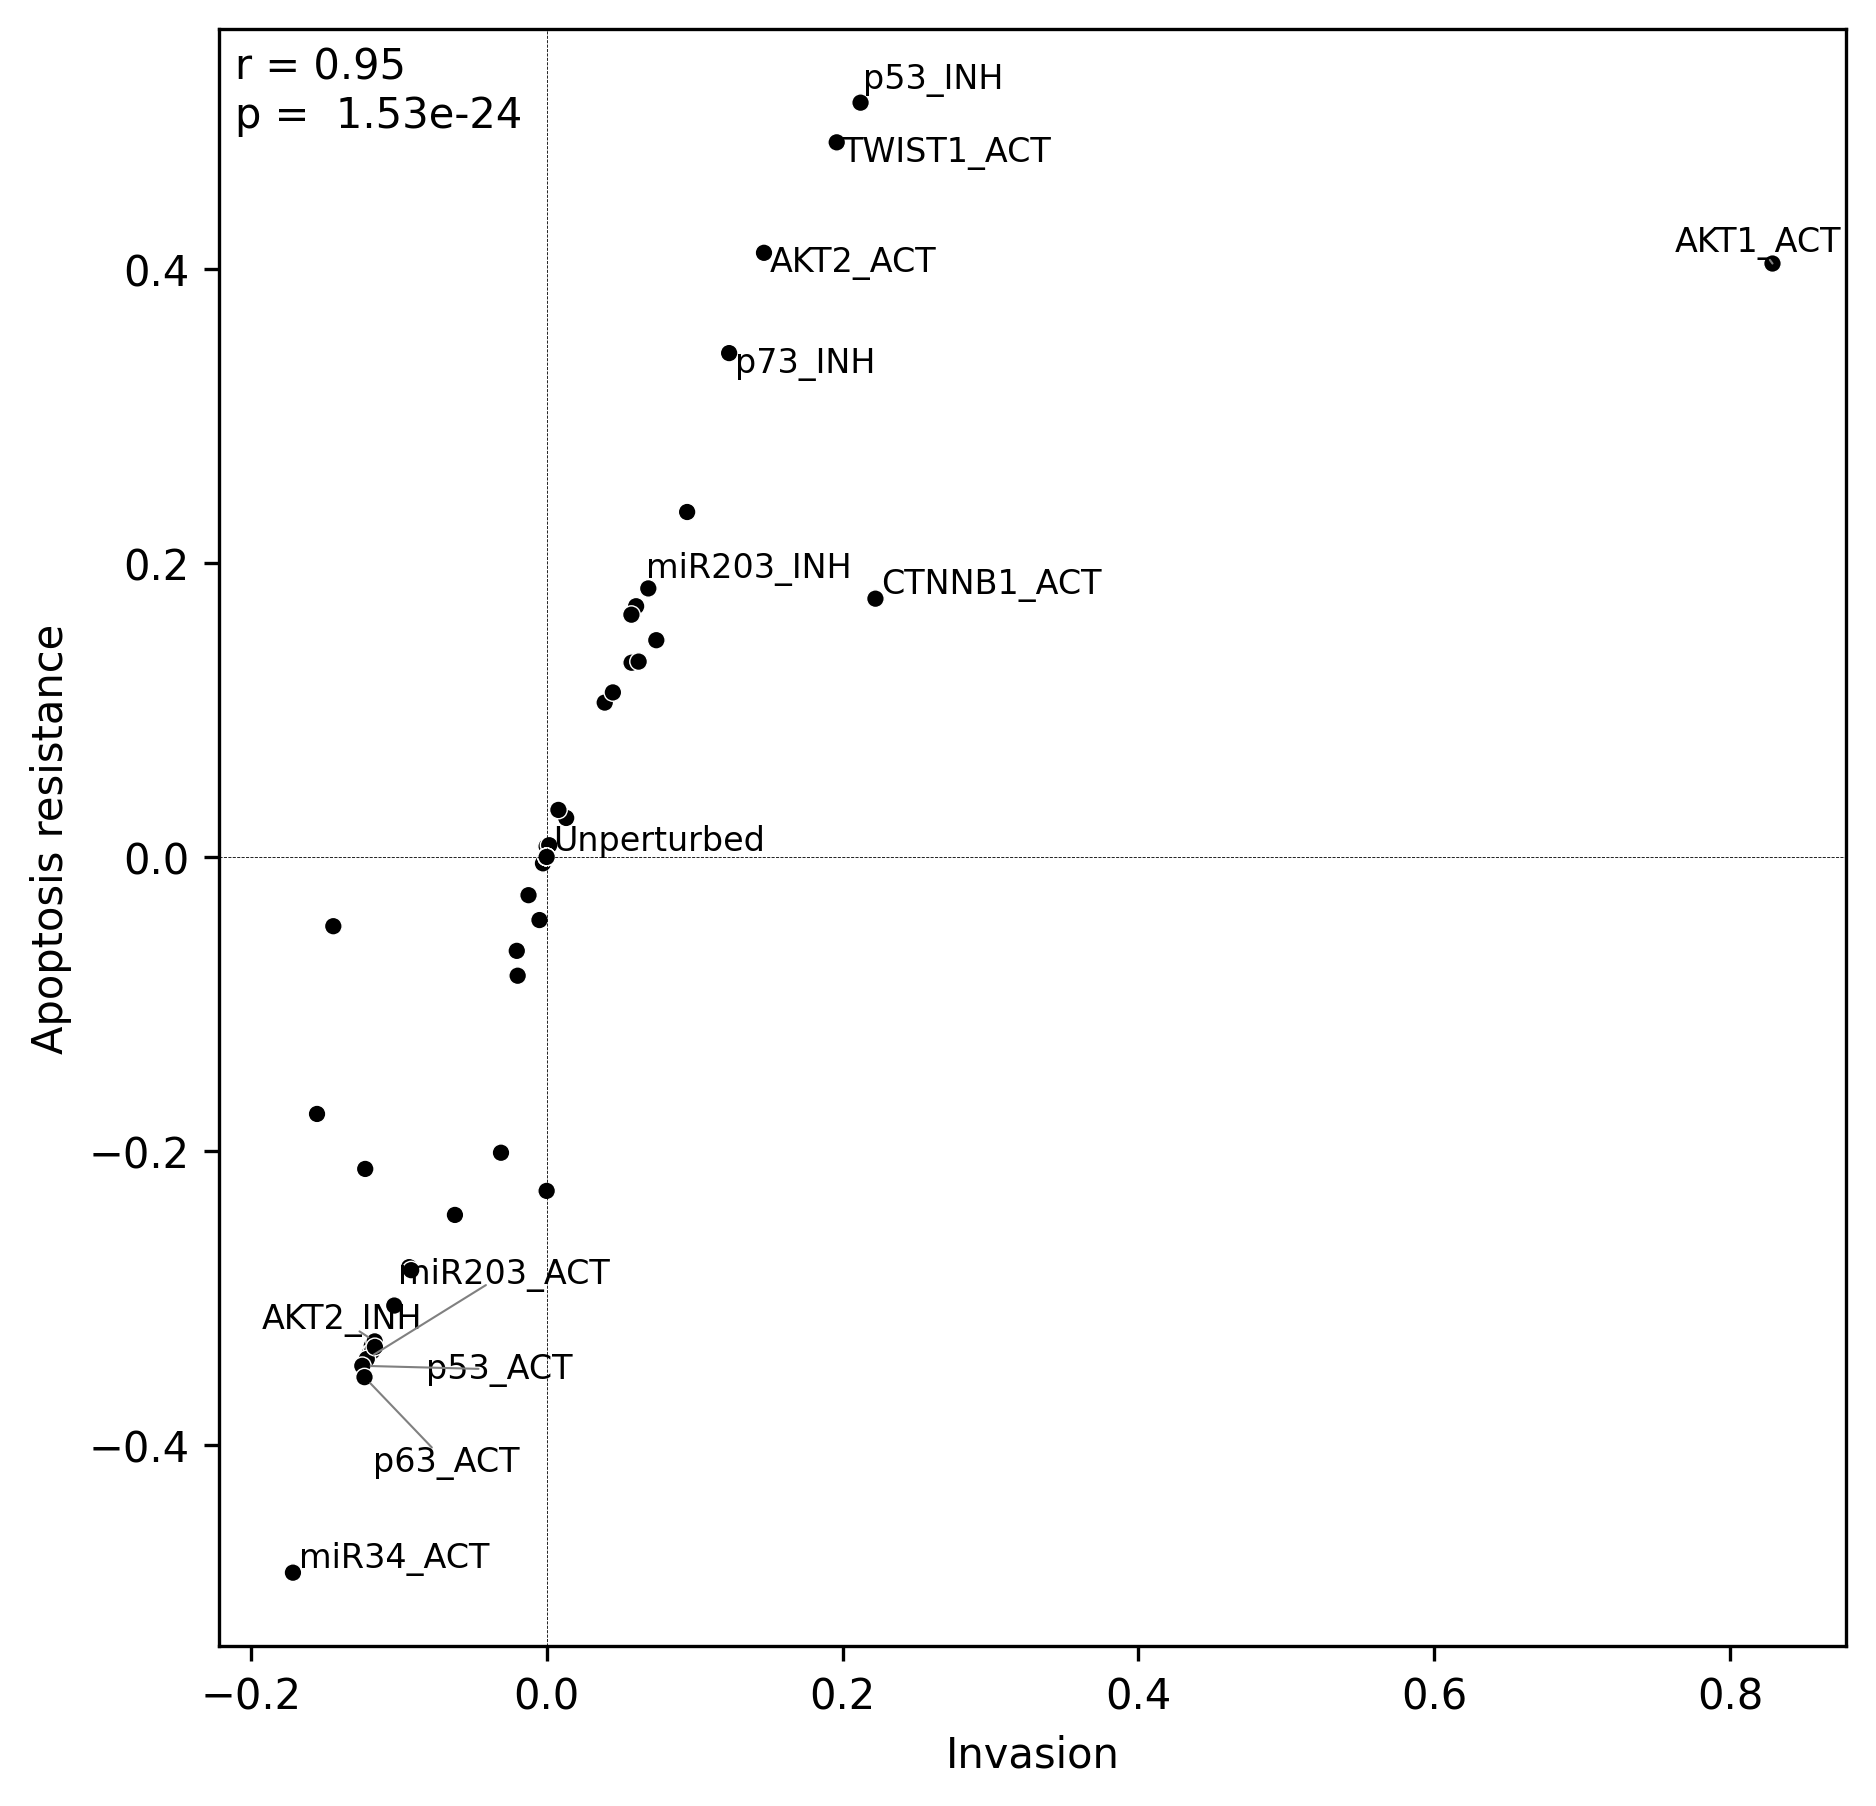 r = 0.95
p =  1.53e-24
p53_INH
TWIST1_ACT
AKT1_ACT
AKT2_ACT
p73_INH
miR203_INH
CTNNB1_ACT
Unperturbed
miR203_ACT
AKT2_INH
p53_ACT
p63_ACT
miR34_ACT
Apoptosis resistance
0.4
0.2
0.0
−0.2
−0.4
−0.2
0.0
0.2
0.4
0.6
0.8
Invasion